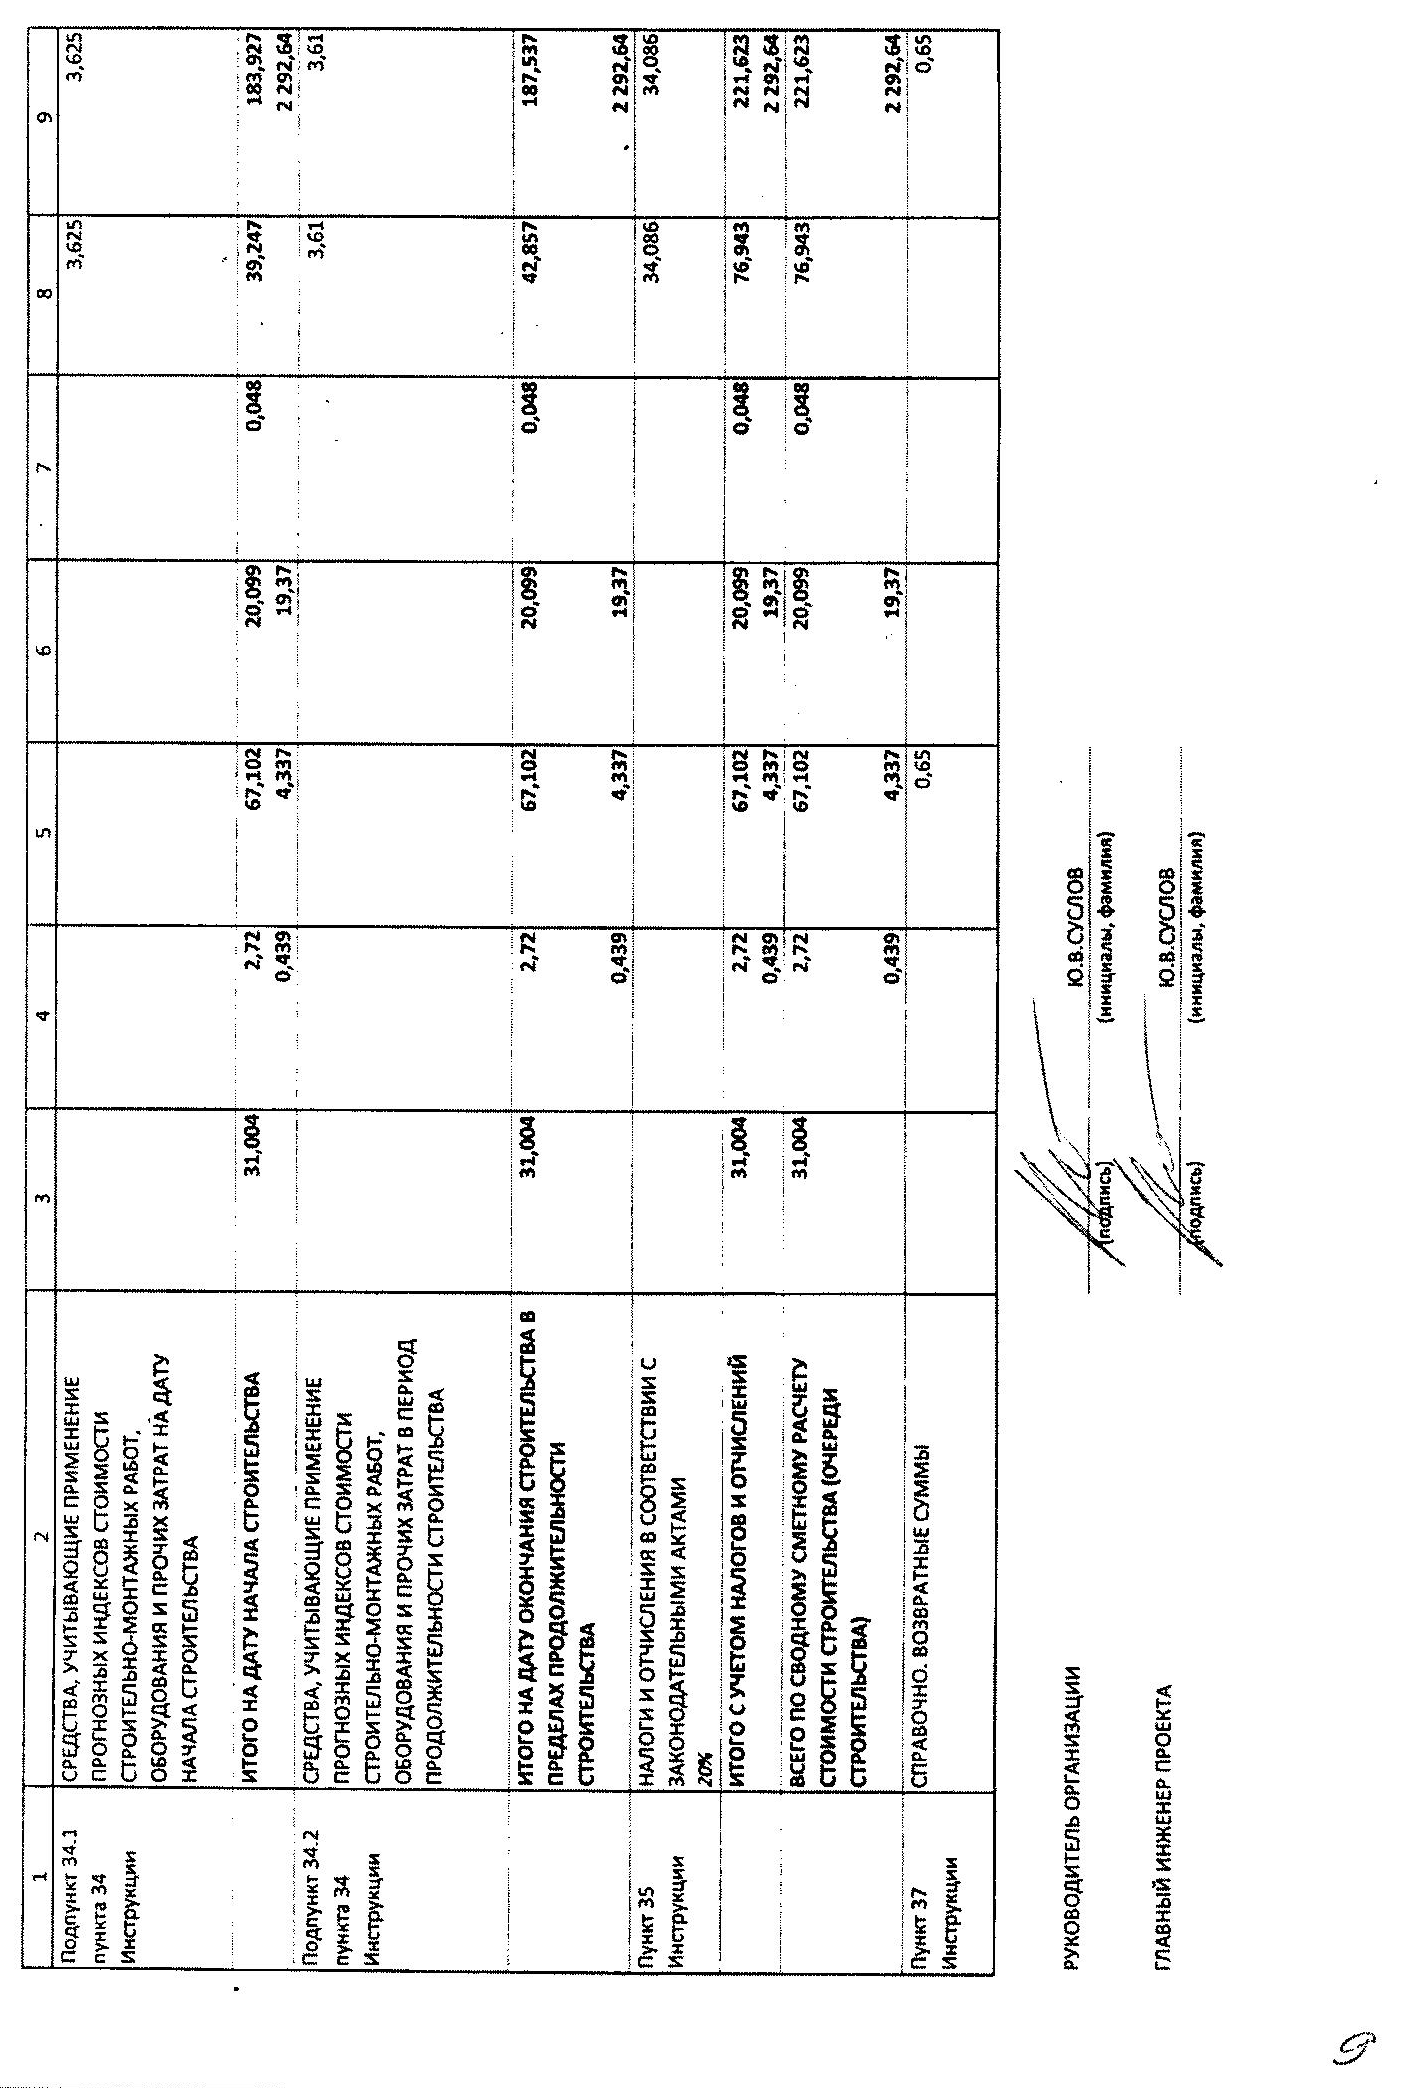 1 2 3 4 5 6 7 8 9
Подпункт 34.1 СРЕДСТВА, УЧИТЫВАЮЩИЕ ПРИМЕНЕНИЕ 3,625 3,625
пункта 34 ПРОГНОЗНЫХ ИНДЕКСОВ СТОИМОСТИ
Инструкции СТРОИТЕЛЬНО-МОНТАЖНЫХ РАБОТ,
ОБОРУДОВАНИЯ И ПРОЧИХ ЗАТРАТ НА ДАТУ
НАЧАЛА СТРОИТЕЛЬСТВА
ИТОГО НА ДАТУ НАЧАЛА СТРОИТЕЛЬСТВА 31,004 2,72 67,102 20,099 0,048 39,247 183,927
0,439 4,337 19,37 2 292,64
Подпункт 34.2 СРЕДСТВА, УЧИТЫВАЮЩИЕ ПРИМЕНЕНИЕ 3,61 3,61
пункта 34 ПРОГНОЗНЫХ ИНДЕКСОВ СТОИМОСТИ
Инструкции СТРОИТЕЛЬНО-МОНТАЖНЫХ РАБОТ,
ОБОРУДОВАНИЯ И ПРОЧИХ ЗАТРАТ В ПЕРИОД
ПРОДОЛЖИТЕЛЬНОСТИ СТРОИТЕЛЬСТВА
ИТОГО НА ДАТУ ОКОНЧАНИЯ СТРОИТЕЛЬСТВА В 31,004 2,72 67,102 20,099 0,048 42,857 187,537
ПРЕДЕЛАХ ПРОДОЛЖИТЕЛЬНОСТИ
СТРОИТЕЛЬСТВА 0,439 4,337 19,37 2 292,64
Пункт 35 НАЛОГИ И ОТЧИСЛЕНИЯ В СООТВЕТСТВИИ С 34,086 34,086
Инструкции ЗАКОНОДАТЕЛЬНЫМИ АКТАМИ
20%
ИТОГО С УЧЕТОМ НАЛОГОВ И ОТЧИСЛЕНИЙ 31,004 2,72 67,102 20,099 0,048 76,943 221,623
0,439 4,337 19,37 2 292,64
ВСЕГО ПО СВОДНОМУ СМЕТНОМУ РАСЧЕТУ 31,004 2,72 67,102 20,099 0,048 76,943 221,623
СТОИМОСТИ СТРОИТЕЛЬСТВА (ОЧЕРЕДИ
СТРОИТЕЛЬСТВА)
0,439 4,337 19,37 2 292,64
Пункт 37 СПРАВОЧНО. ВОЗВРАТНЫЕ СУММЫ 0,65 0,65
Инструкции
РУКОВОДИТЕЛЬ ОРГАНИЗАЦИИ Ю.В.СУСЛОВ
(подпись) (инициалы, фамилия)
ГЛАВНЫЙ ИНЖЕНЕР ПРОЕКТА Ю.В.СУСЛОВ
(подпись) (инициалы, фамилия)